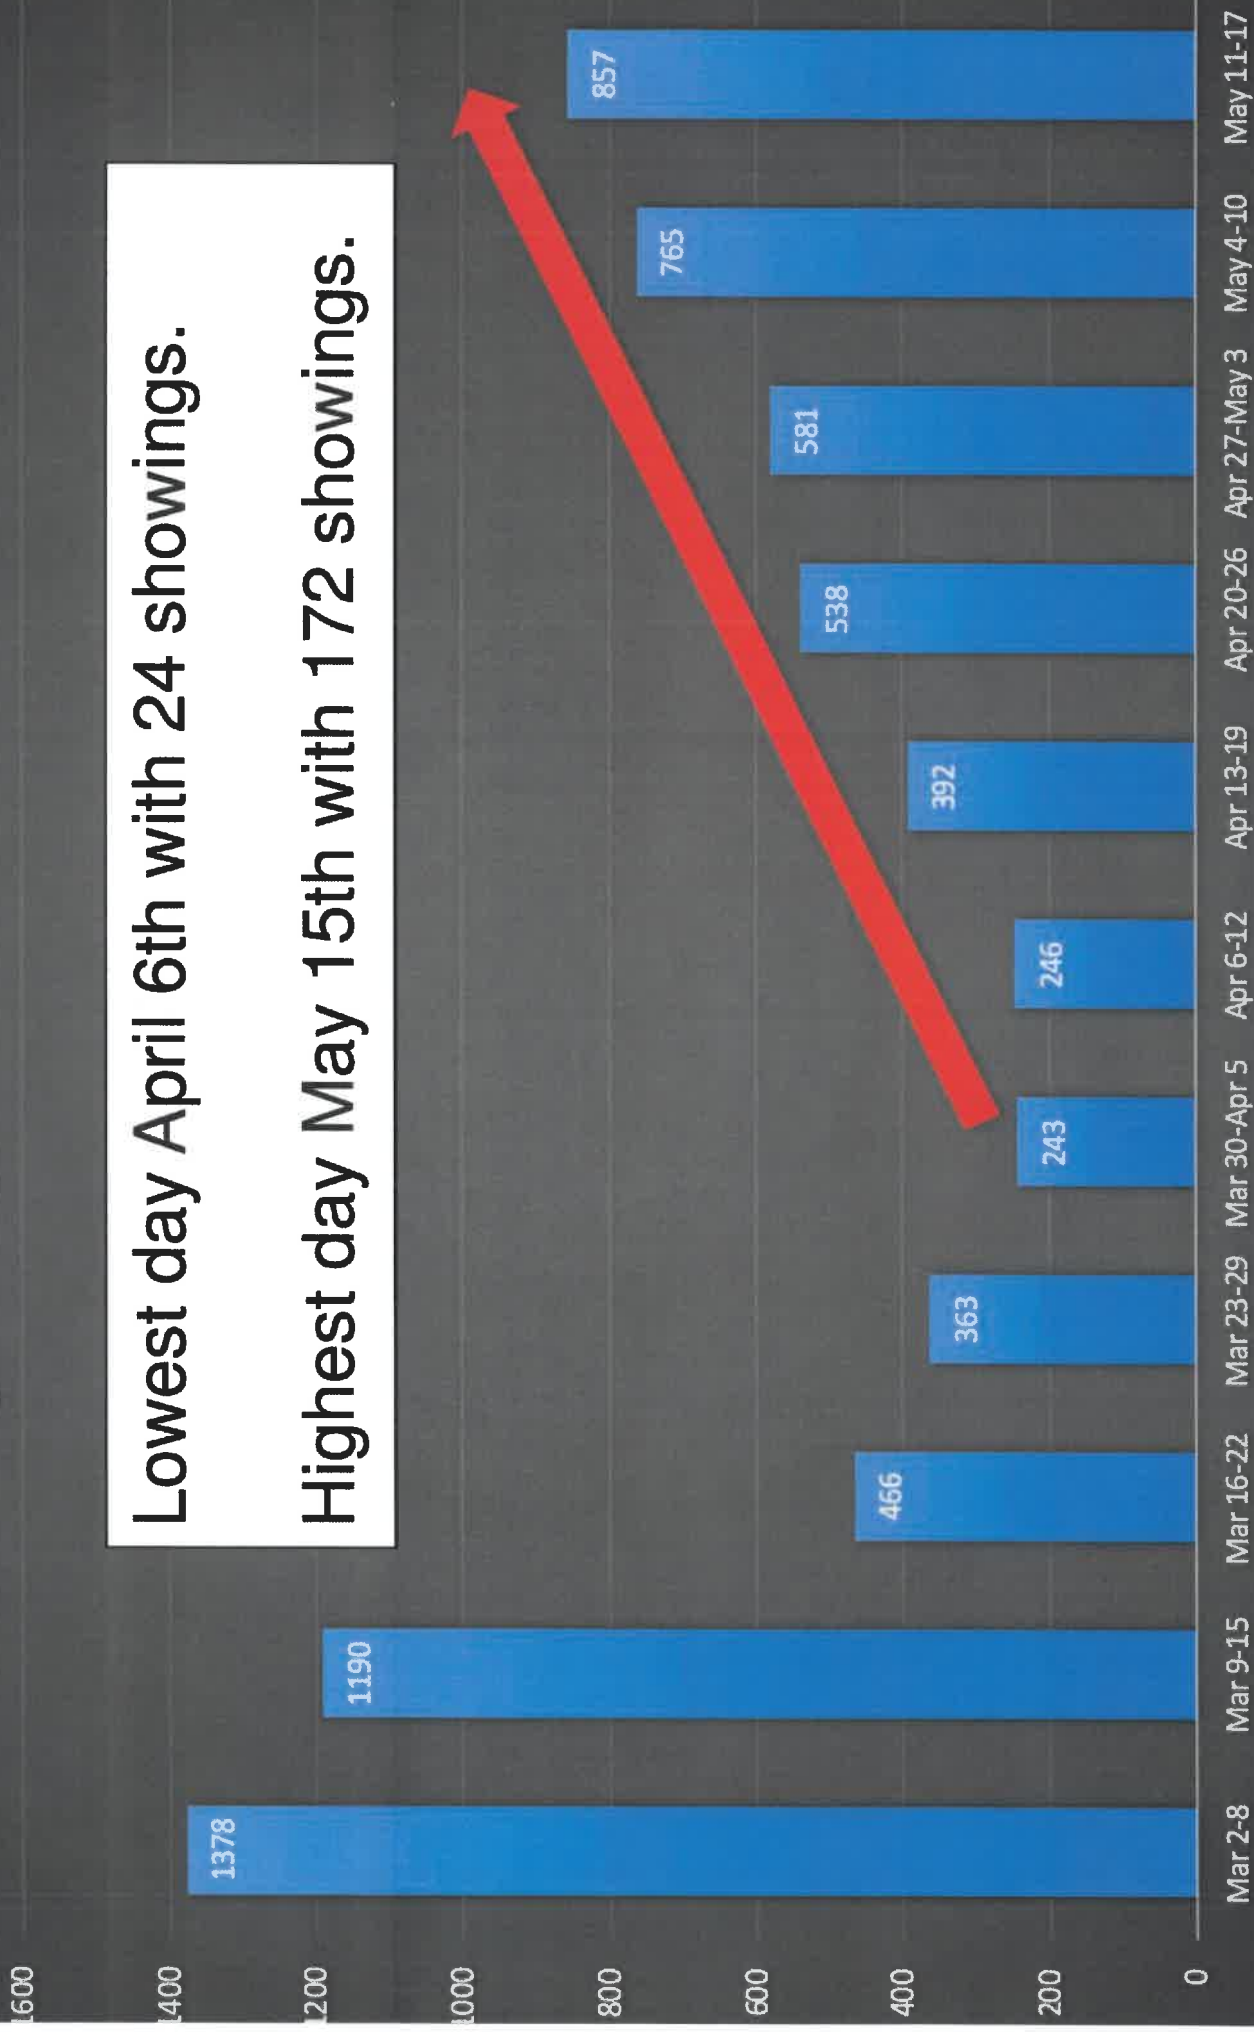 Lowest day April 6th with 24 showings.
Highest day May 15th with 172 showings.
1600
1400
1200
1000
800
600
400
200
0
1378
1190
466
363
243
246
392
538
581
765
857
Mar 2-8
Mar 9-15
Mar 16-22
Mar 23-29
Mar 30-Apr 5
Apr 6-12
Apr 13-19
Apr 20-26
Apr 27-May 3
May 4-10
May 11-17